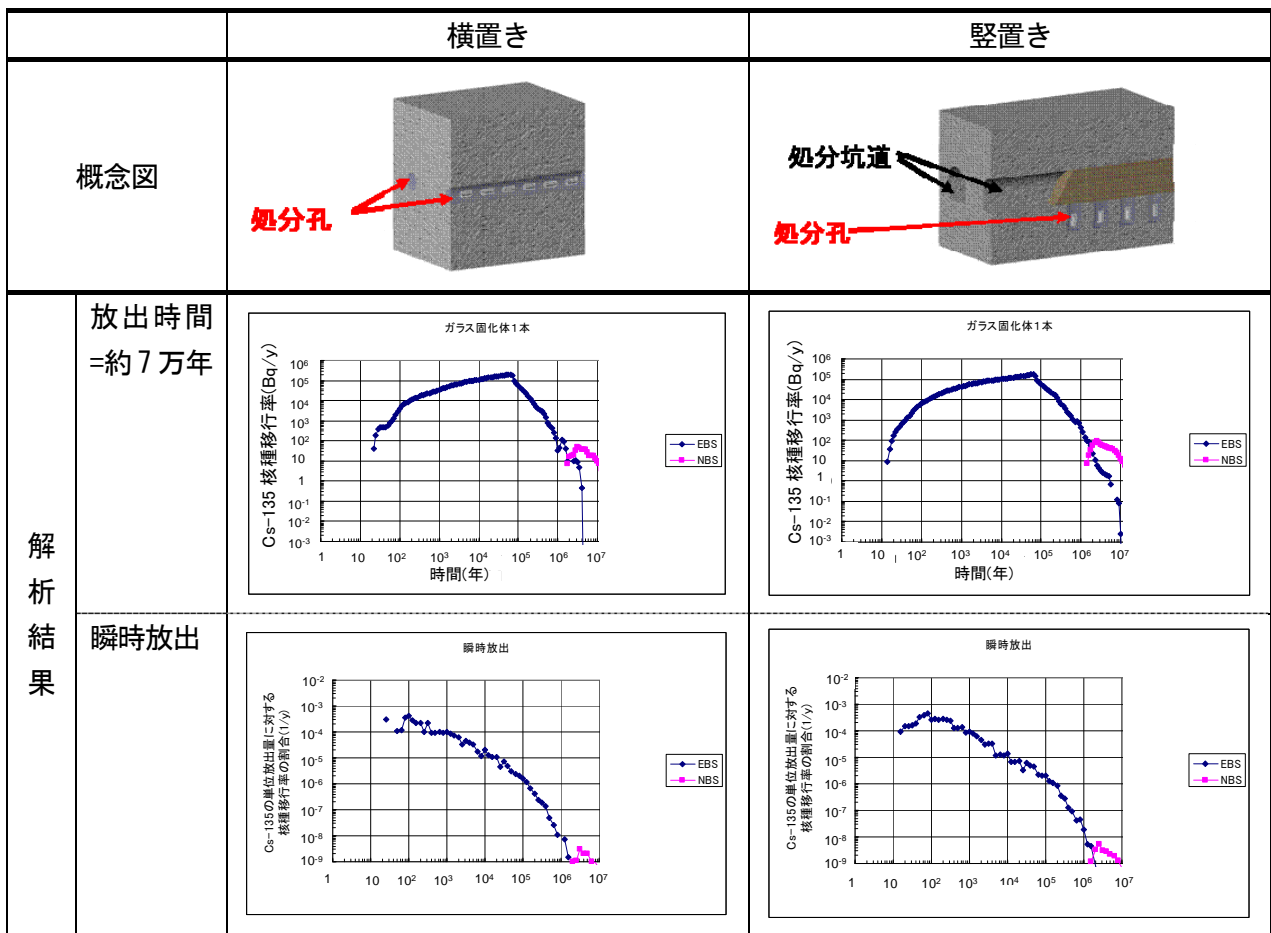 横置き
竪置き
概念図
処分孔
処分坑道
処分孔
解析結果
放出時間
=約7万年
ガラス固化体1本
Cs-135 核種移行率(Bq/y)
10⁶
10⁵
10⁴
10³
10²
10
1
10⁻¹
10⁻²
10⁻³
1 10 10² 10³ 10⁴ 10⁵ 10⁶ 10⁷
時間(年)
EBS
NBS
ガラス固化体1本
Cs-135 核種移行率(Bq/y)
10⁶
10⁵
10⁴
10³
10²
10
1
10⁻¹
10⁻²
10⁻³
1 10 10² 10³ 10⁴ 10⁵ 10⁶ 10⁷
時間(年)
EBS
NBS
瞬時放出
瞬時放出
Cs-135の単位放出量に対する
核種移行率の割合(1/y)
10⁻²
10⁻³
10⁻⁴
10⁻⁵
10⁻⁶
10⁻⁷
10⁻⁸
10⁻⁹
1 10 10² 10³ 10⁴ 10⁵ 10⁶ 10⁷
EBS
NBS
瞬時放出
Cs-135の単位放出量に対する
核種移行率の割合(1/y)
10⁻²
10⁻³
10⁻⁴
10⁻⁵
10⁻⁶
10⁻⁷
10⁻⁸
10⁻⁹
1 10 10² 10³ 10⁴ 10⁵ 10⁶ 10⁷
EBS
NBS